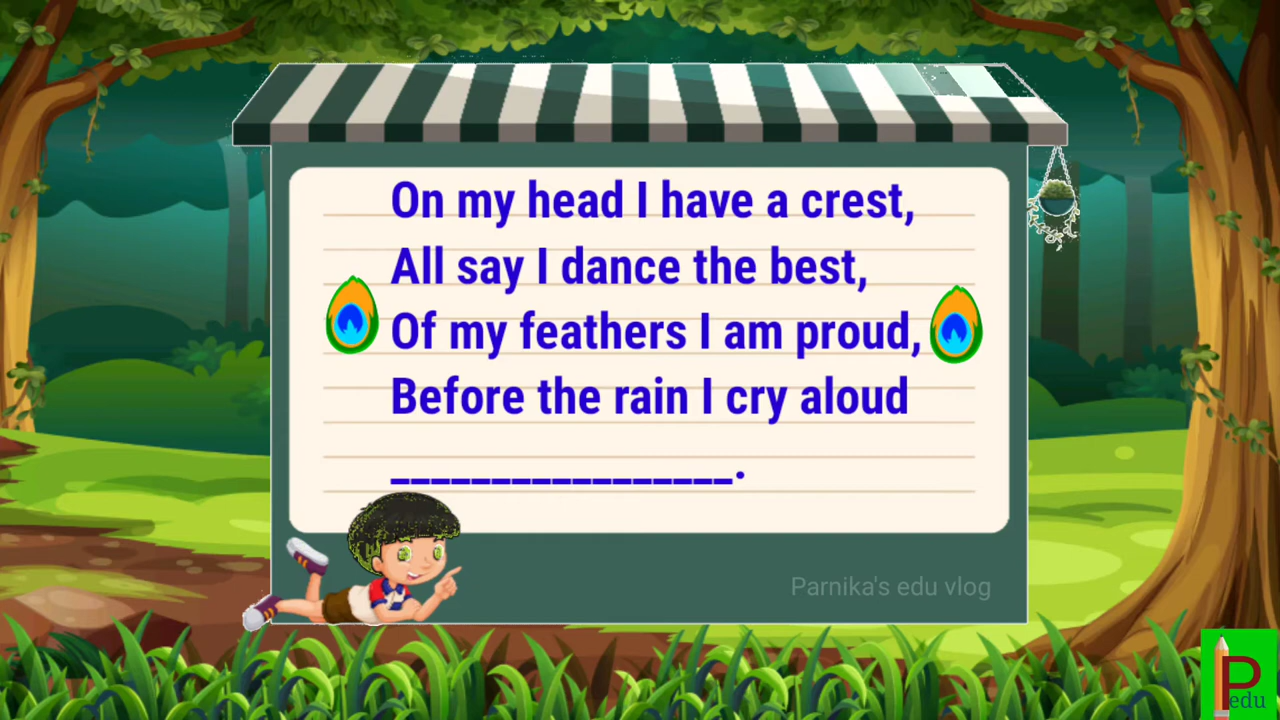 On my head I have a crest,
All say I dance the best,
Of my feathers I am proud,
Before the rain I cry aloud
_________________.
Parnika's edu vlog
P
edu